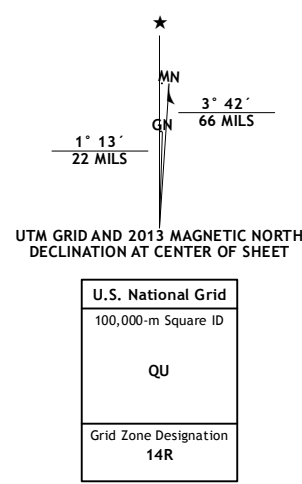 ★
MN
3° 42´
66 MILS
GN
1° 13´
22 MILS
UTM GRID AND 2013 MAGNETIC NORTH
DECLINATION AT CENTER OF SHEET
U.S. National Grid
100,000-m Square ID
QU
Grid Zone Designation
14R